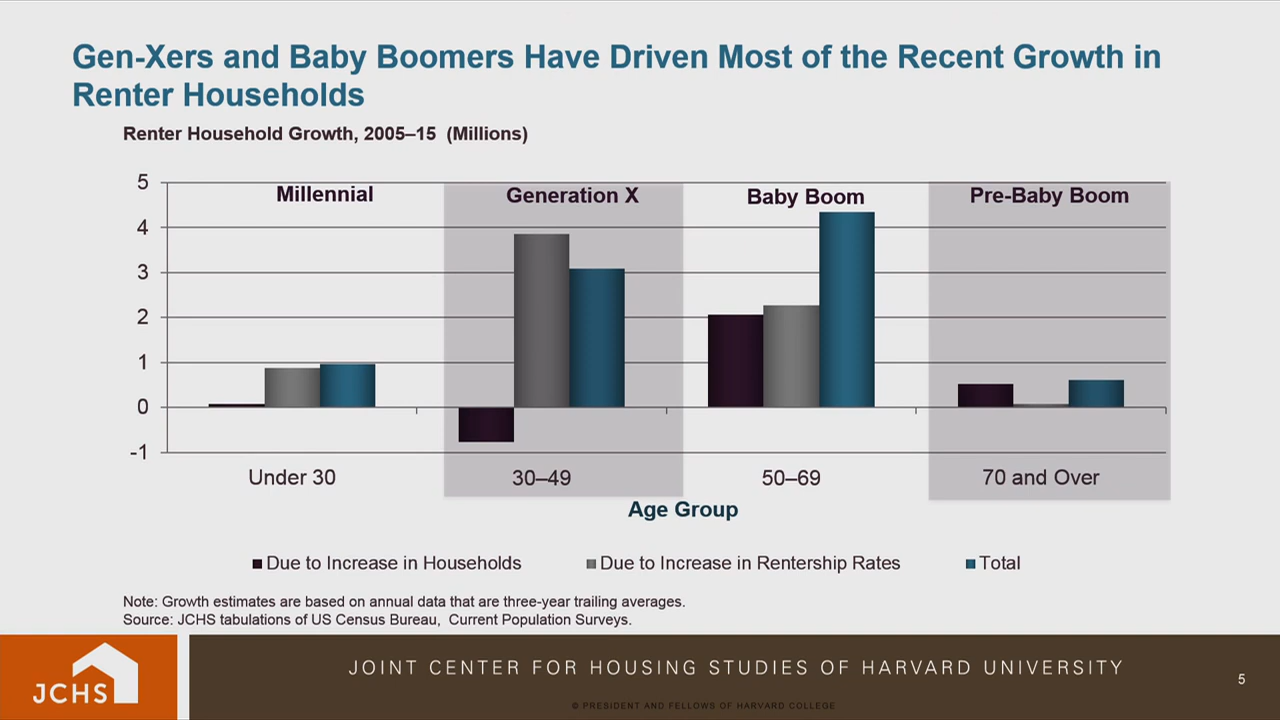 Gen-Xers and Baby Boomers Have Driven Most of the Recent Growth in
Renter Households
Renter Household Growth, 2005–15 (Millions)
5
4
3
2
1
0
-1
Millennial
Generation X
Baby Boom
Pre-Baby Boom
Under 30
30–49
50–69
70 and Over
Age Group
Due to Increase in Households
Due to Increase in Rentership Rates
Total
Note: Growth estimates are based on annual data that are three-year trailing averages.
Source: JCHS tabulations of US Census Bureau, Current Population Surveys.
JCHS
JOINT CENTER FOR HOUSING STUDIES OF HARVARD UNIVERSITY
5
© PRESIDENT AND FELLOWS OF HARVARD COLLEGE